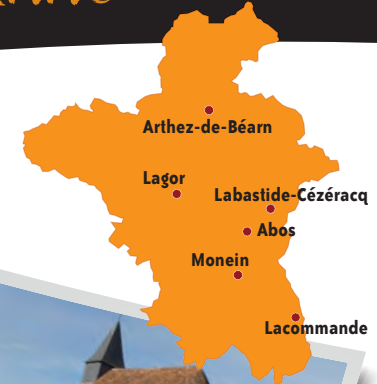 Arthez-de-Béarn
Lagor
Labastide-Cézéracq
Abos
Monein
Lacommande